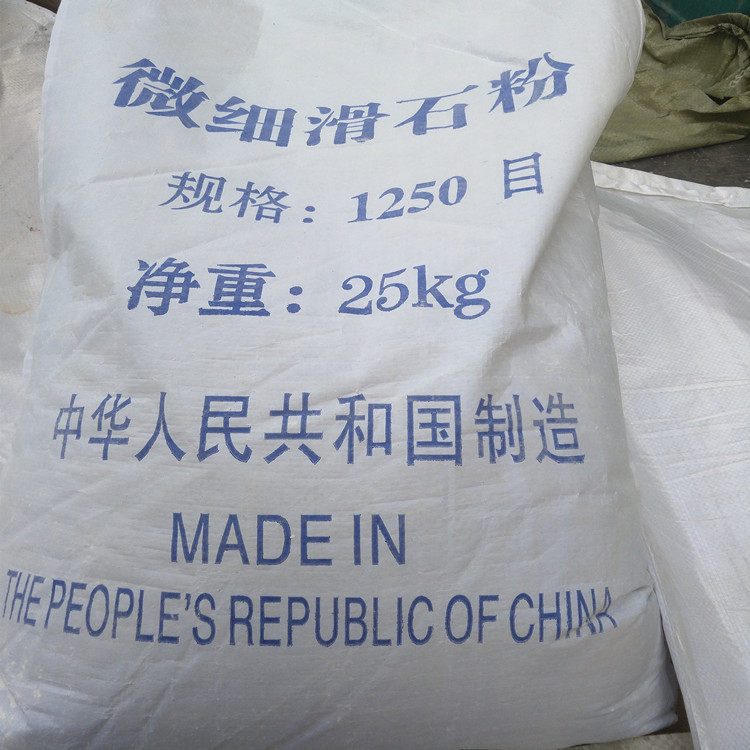 微细滑石粉
规格：1250 目
净重：25kg
中华人民共和国制造
MADE IN
THE PEOPLE'S REPUBLIC OF CHINA